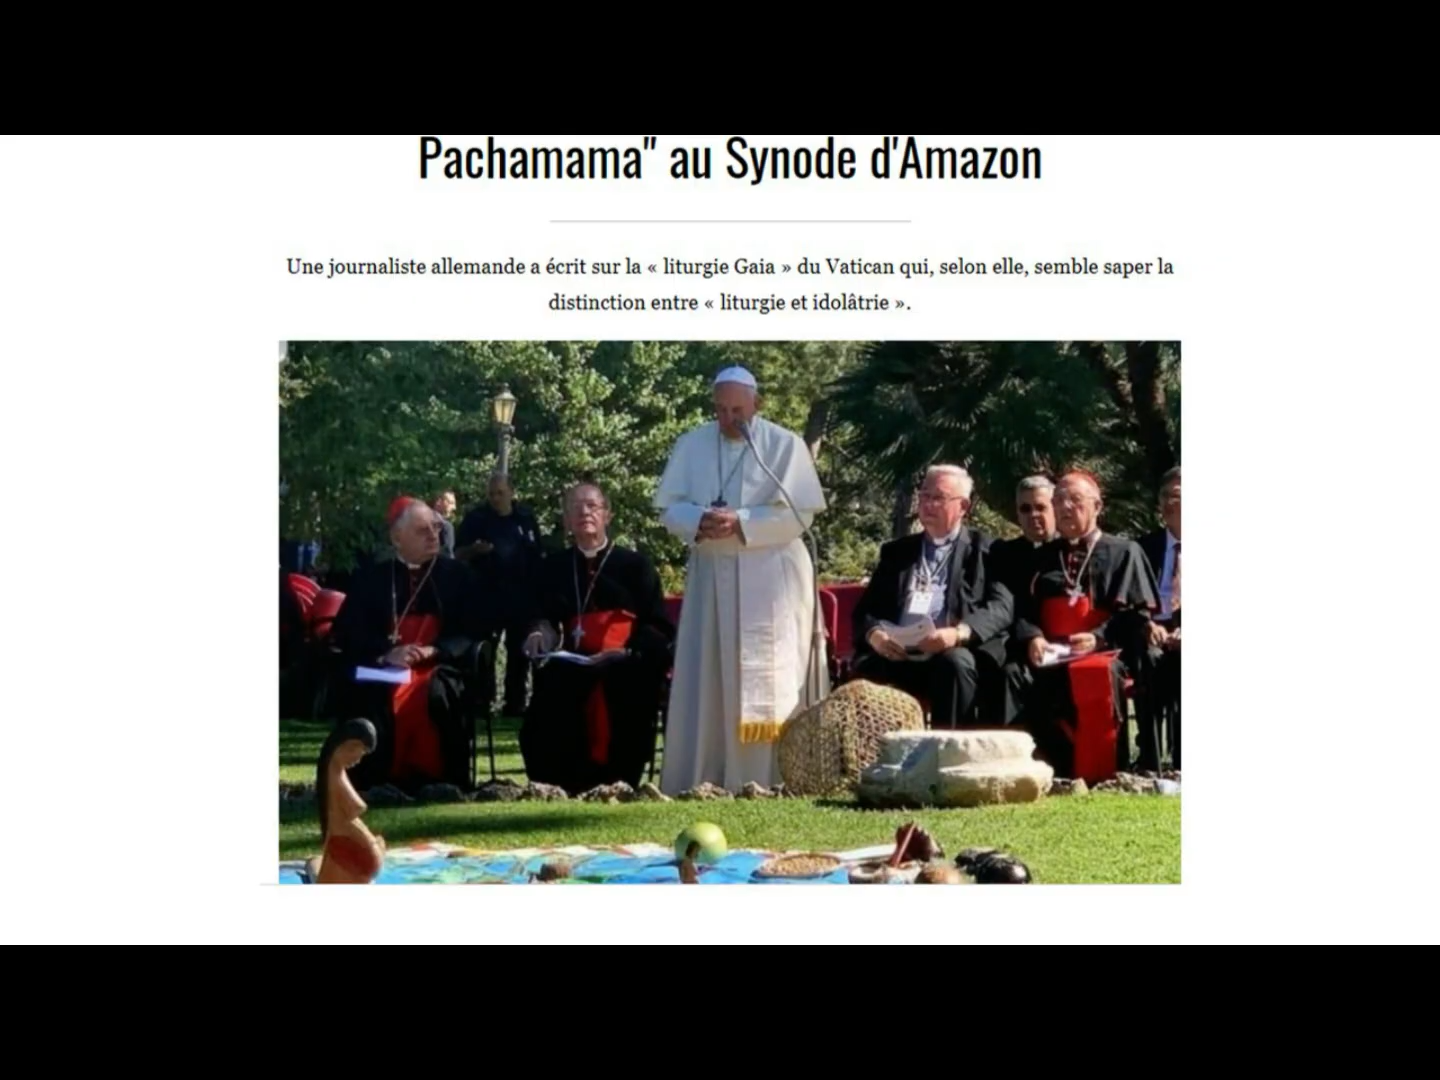 Pachamama" au Synode d'Amazon
Une journaliste allemande a écrit sur la « liturgie Gaia » du Vatican qui, selon elle, semble saper la
distinction entre « liturgie et idolâtrie ».